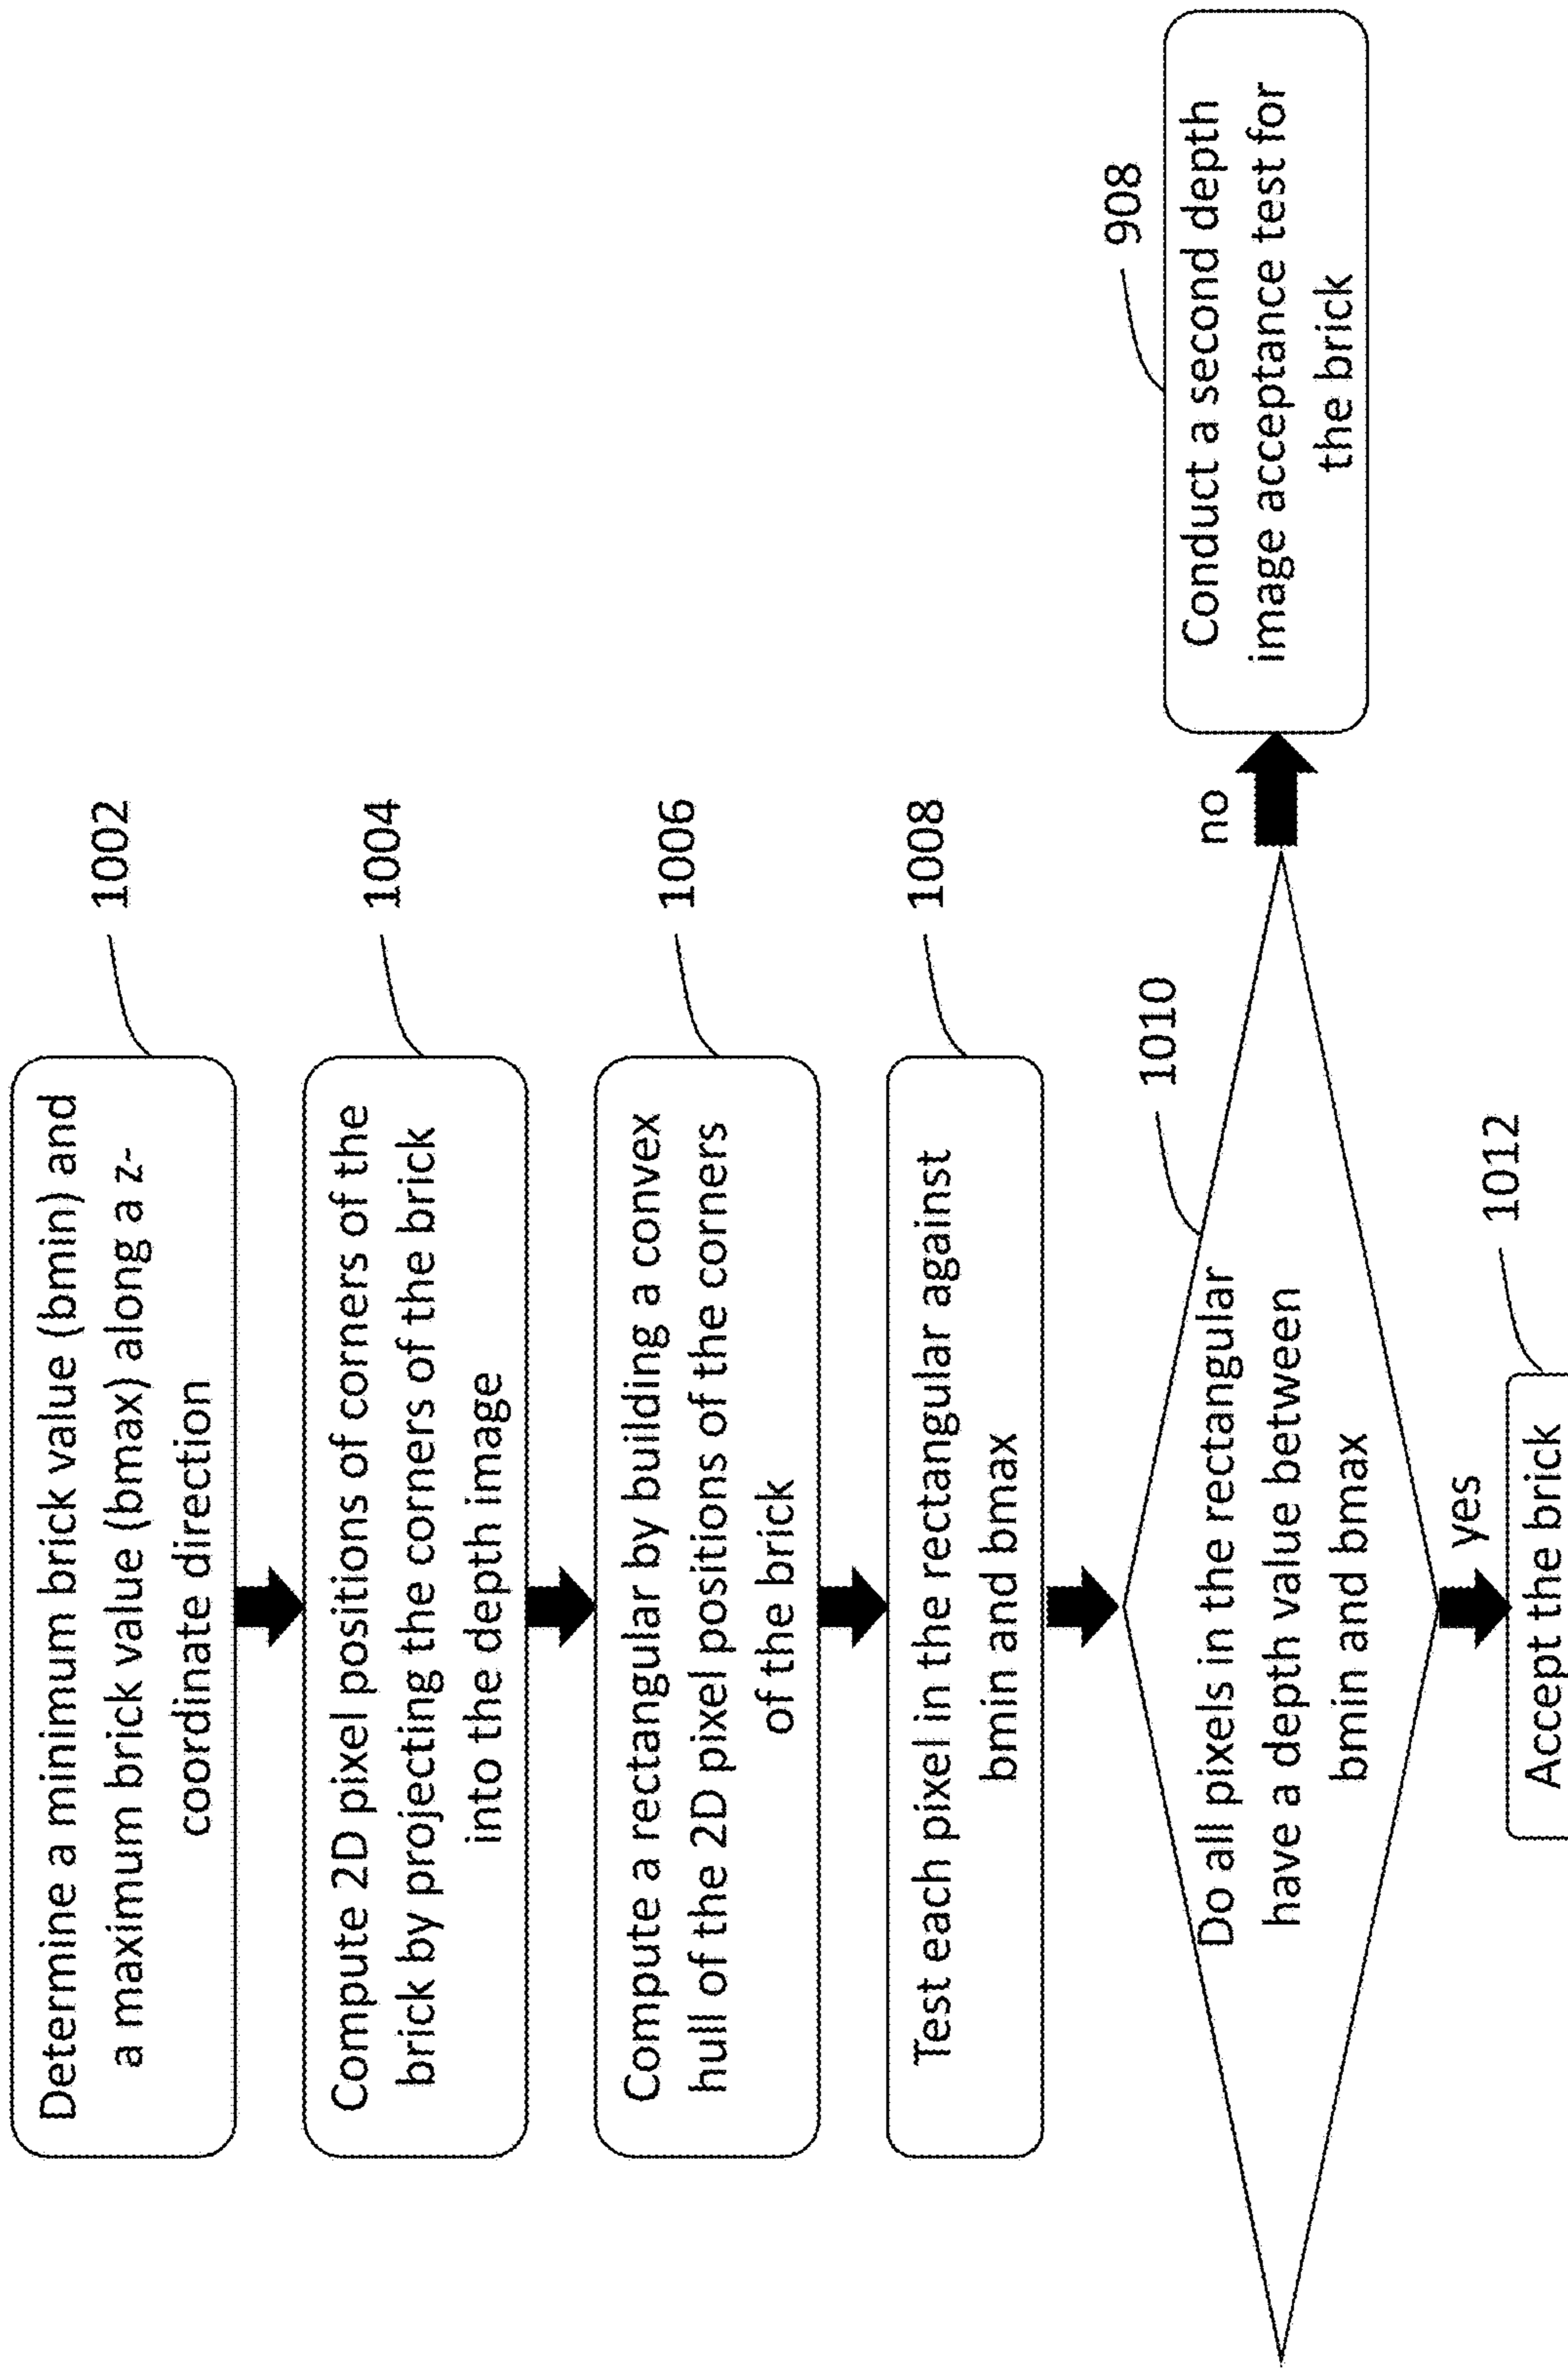 Determine a minimum brick value (bmin) and
a maximum brick value (bmax) along a z-
coordinate direction
1002
Compute 2D pixel positions of corners of the
brick by projecting the corners of the brick
into the depth image
1004
Compute a rectangular by building a convex
hull of the 2D pixel positions of the corners
of the brick
1006
Test each pixel in the rectangular against
bmin and bmax
1008
Do all pixels in the rectangular
have a depth value between
bmin and bmax
1010
no
Conduct a second depth
image acceptance test for
the brick
908
yes
Accept the brick
1012